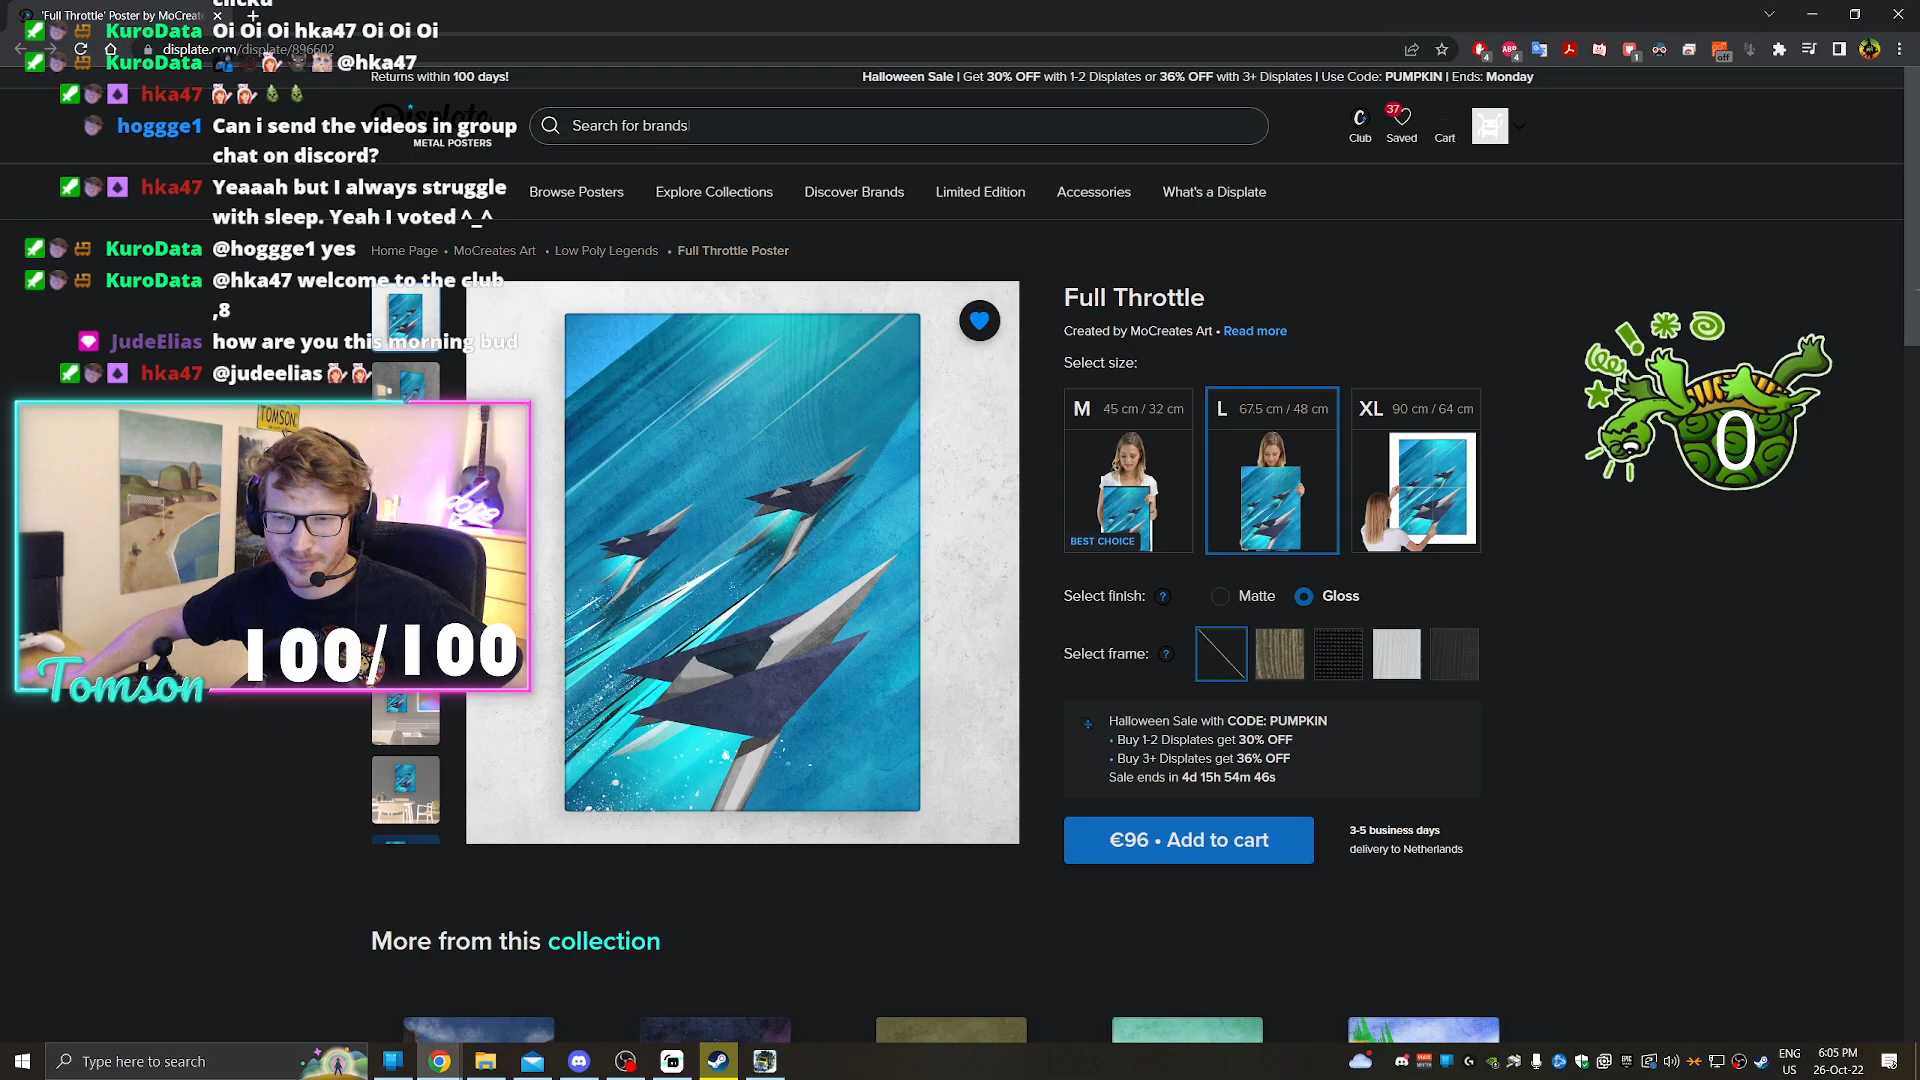 'Full Throttle' Poster by MoCreate
displate.com/displate/896602
KuroData Oi Oi Oi hka47 Oi Oi Oi
KuroData @hka47
hka47
hoggge1 Can i send the videos in group
chat on discord?
hka47 Yeaaah but I always struggle
with sleep. Yeah I voted ^_^
KuroData @hoggge1 yes
KuroData @hka47 welcome to the club
,8
JudeElias how are you this morning bud
hka47 @judeelias
Returns within 100 days!
Halloween Sale | Get 30% OFF with 1-2 Displates or 36% OFF with 3+ Displates | Use Code: PUMPKIN | Ends: Monday
Displate
METAL POSTERS
Search for brands
Club
37
Saved
Cart
Browse Posters
Explore Collections
Discover Brands
Limited Edition
Accessories
What's a Displate
Home Page • MoCreates Art • Low Poly Legends • Full Throttle Poster
Full Throttle
Created by MoCreates Art • Read more
Select size:
M 45 cm / 32 cm
BEST CHOICE
L 67.5 cm / 48 cm
XL 90 cm / 64 cm
Select finish: ? Matte Gloss
Select frame: ?
Halloween Sale with CODE: PUMPKIN
• Buy 1-2 Displates get 30% OFF
• Buy 3+ Displates get 36% OFF
Sale ends in 4d 15h 54m 46s
€96 • Add to cart
3-5 business days
delivery to Netherlands
More from this collection
TOMSON
dope
100/100
Tomson
0
Type here to search
ENG
US
6:05 PM
26-Oct-22